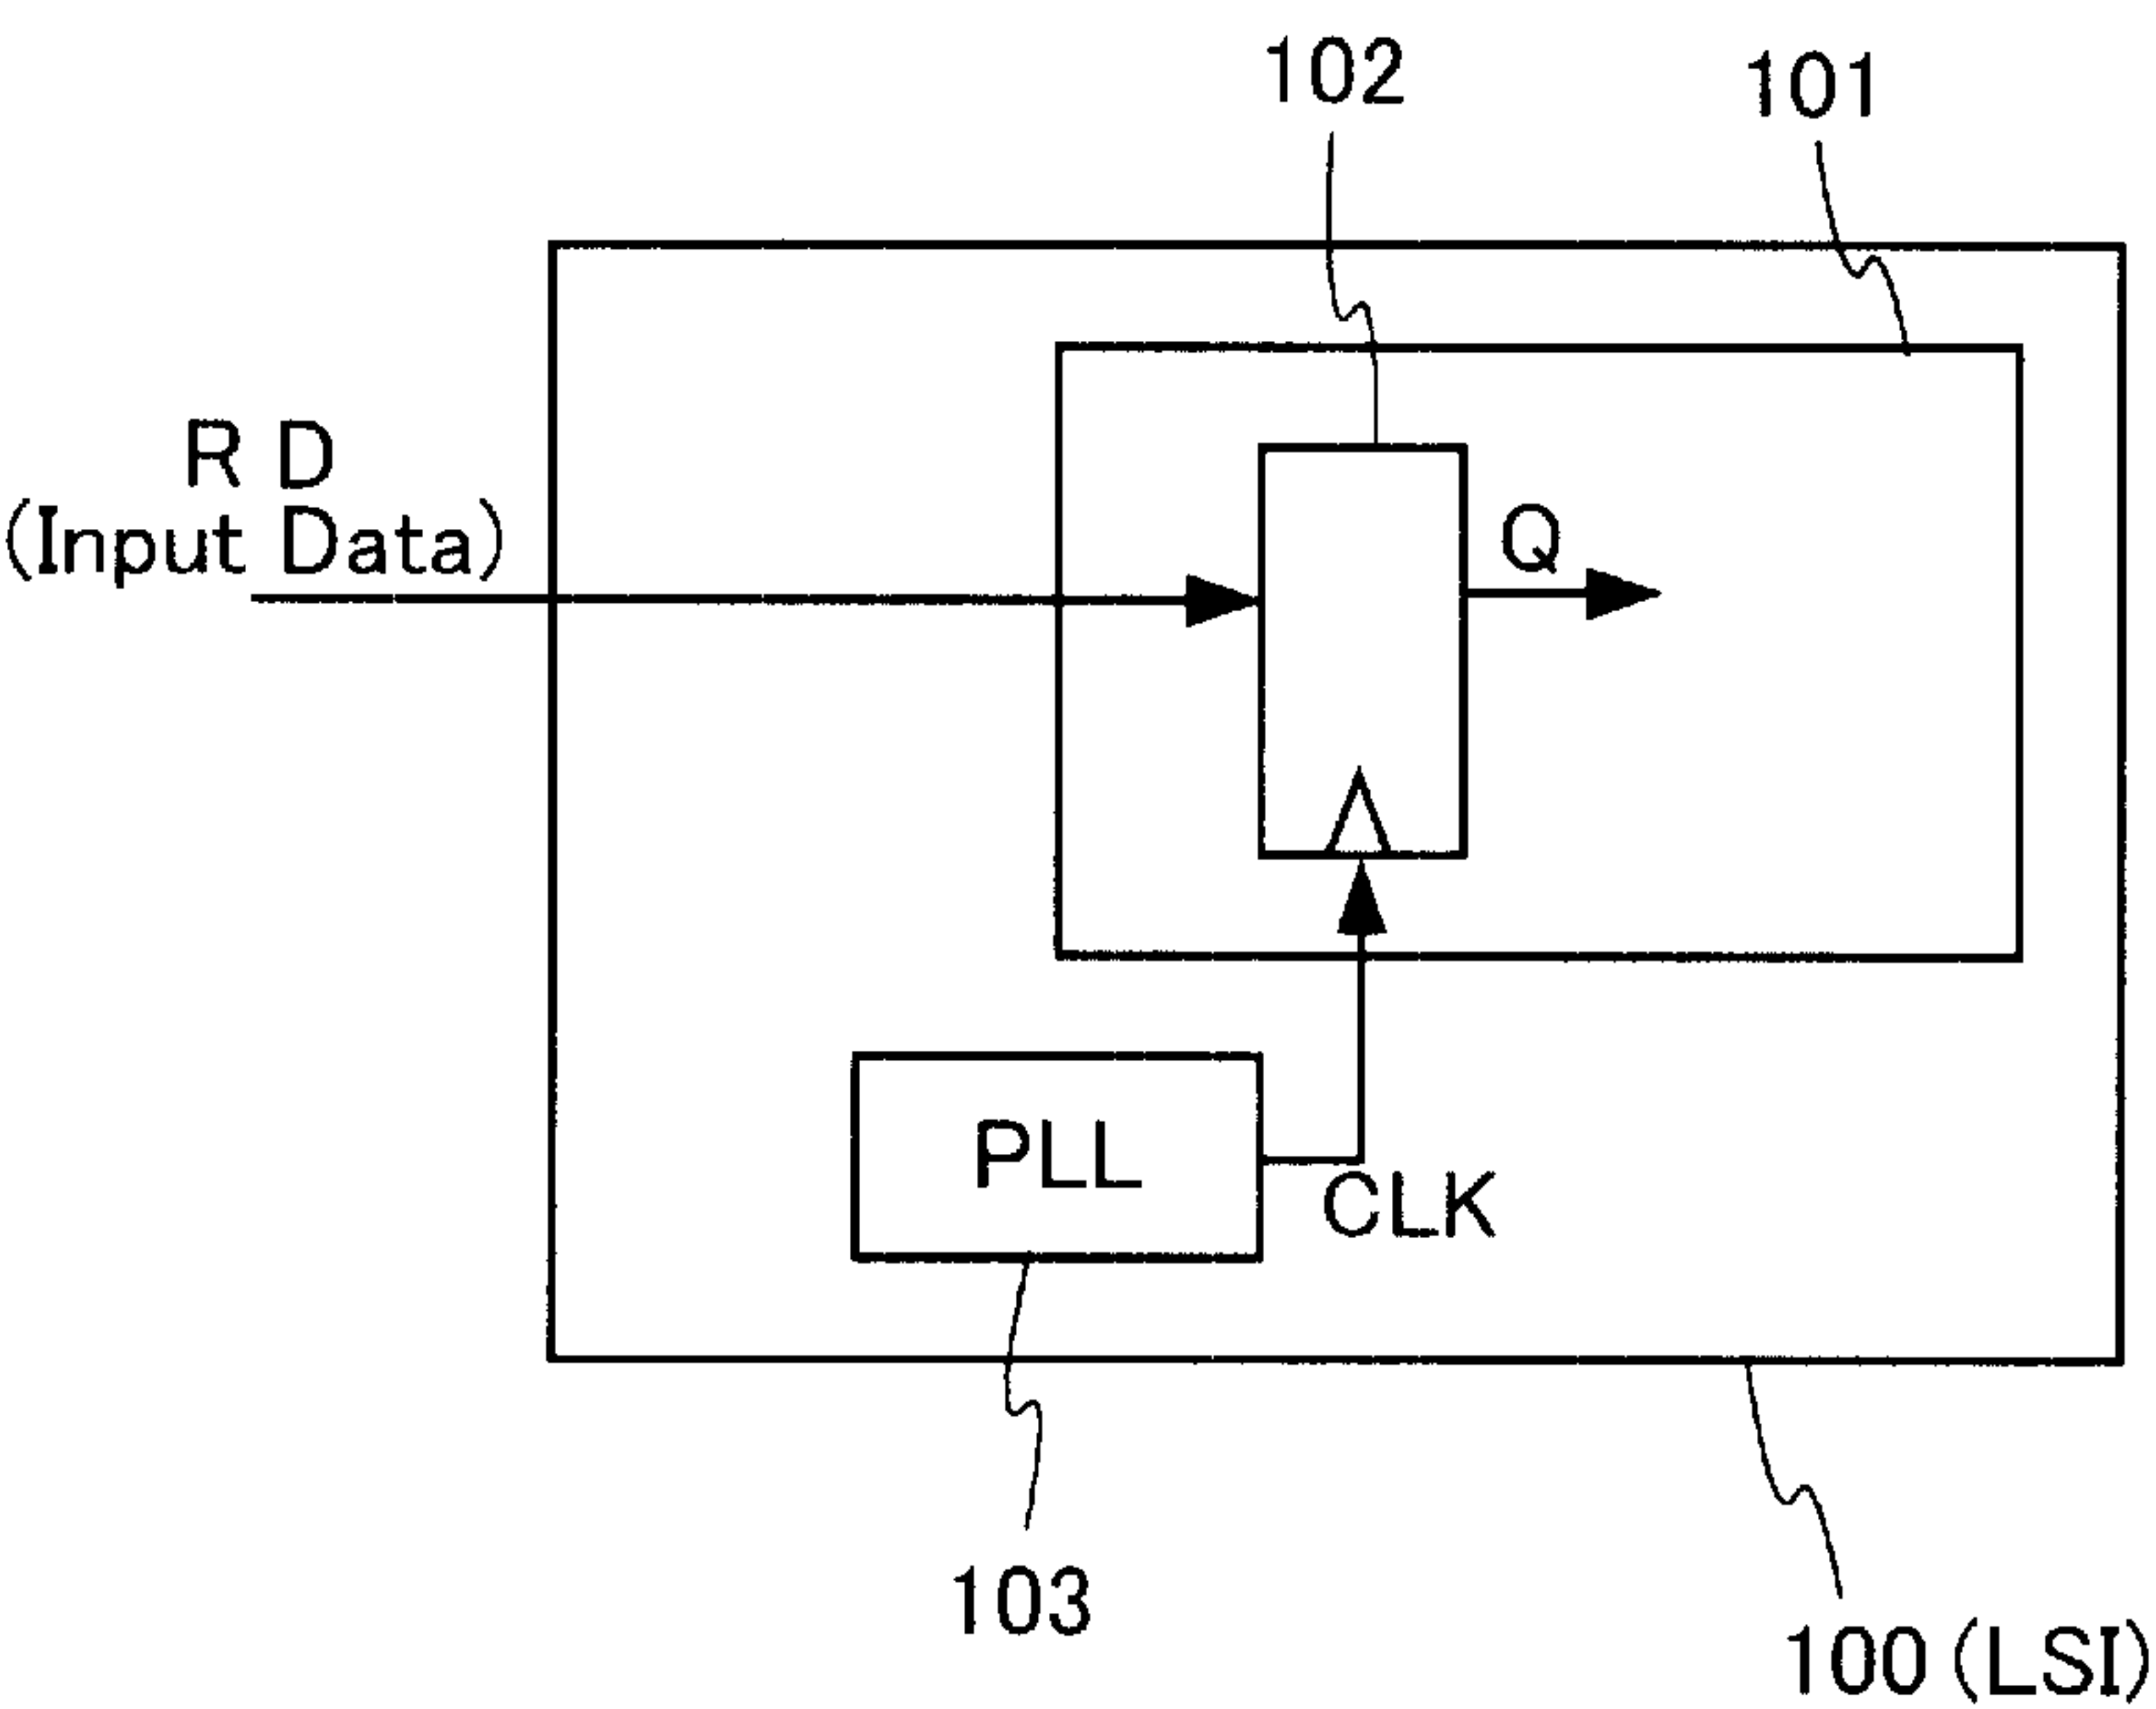 102
101
R D
(Input Data)
Q
PLL
CLK
103
100 (LSI)